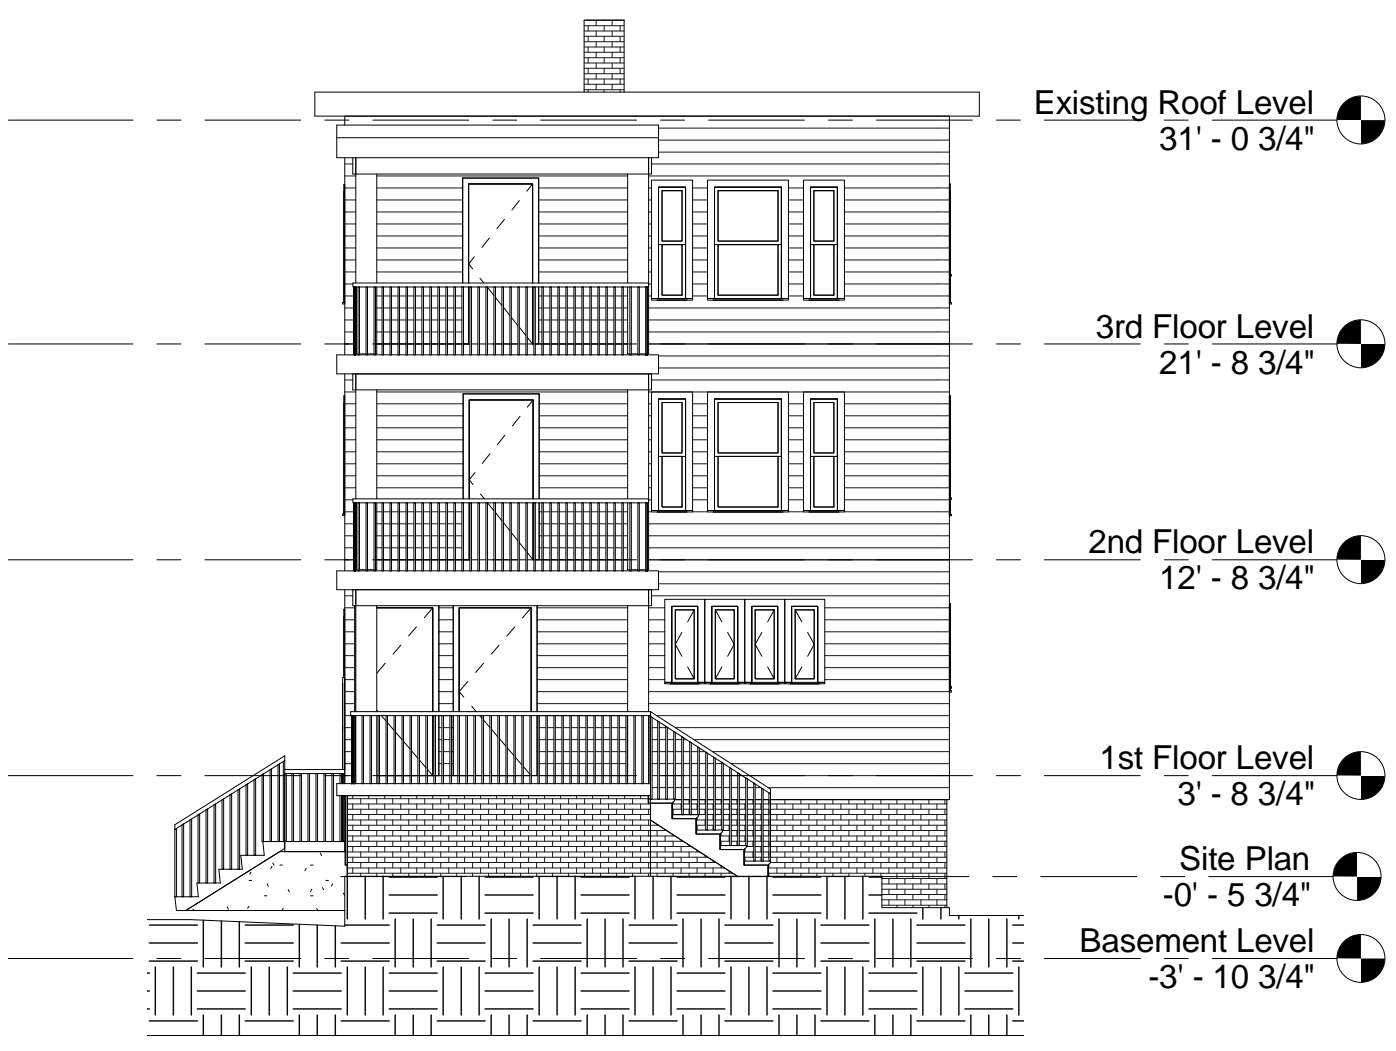 Existing Roof Level
31' - 0 3/4"
3rd Floor Level
21' - 8 3/4"
2nd Floor Level
12' - 8 3/4"
1st Floor Level
3' - 8 3/4"
Site Plan
-0' - 5 3/4"
Basement Level
-3' - 10 3/4"